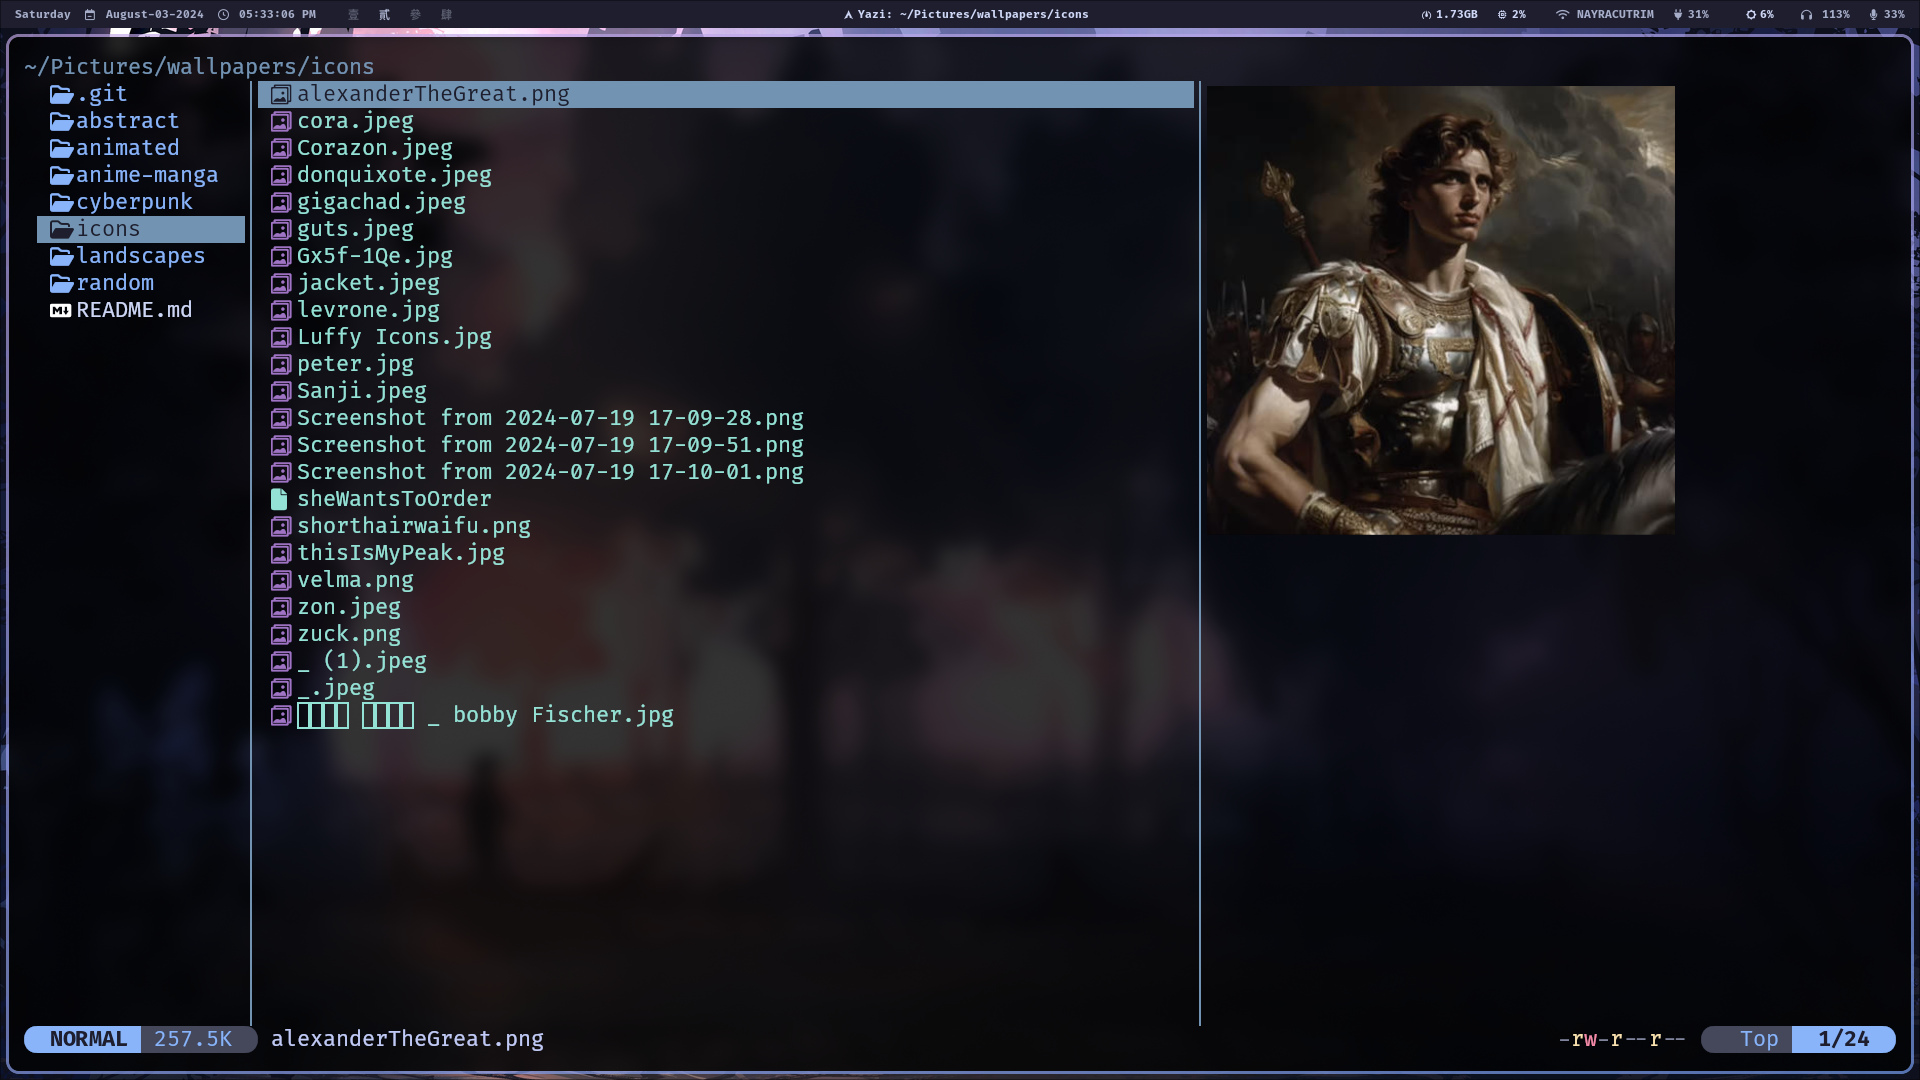 Saturday August-03-2024 05:33:06 PM 壹 貳 參 肆 Yazi: ~/Pictures/wallpapers/icons 1.73GB 2% NAYRACUTRIM 31% 6% 113% 33%
~/Pictures/wallpapers/icons
.git
abstract
animated
anime-manga
cyberpunk
icons
landscapes
random
README.md
alexanderTheGreat.png
cora.jpeg
Corazon.jpeg
donquixote.jpeg
gigachad.jpeg
guts.jpeg
Gx5f-1Qe.jpg
jacket.jpeg
levrone.jpg
Luffy Icons.jpg
peter.jpg
Sanji.jpeg
Screenshot from 2024-07-19 17-09-28.png
Screenshot from 2024-07-19 17-09-51.png
Screenshot from 2024-07-19 17-10-01.png
sheWantsToOrder
shorthairwaifu.png
thisIsMyPeak.jpg
velma.png
zon.jpeg
zuck.png
_ (1).jpeg
_.jpeg
_ bobby Fischer.jpg
NORMAL 257.5K alexanderTheGreat.png -rw-r--r-- Top 1/24